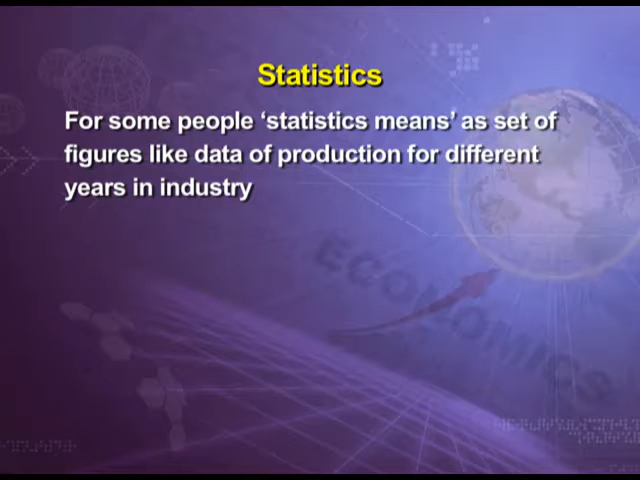 Statistics
For some people ‘statistics means’ as set of
figures like data of production for different
years in industry
ECONOMICS